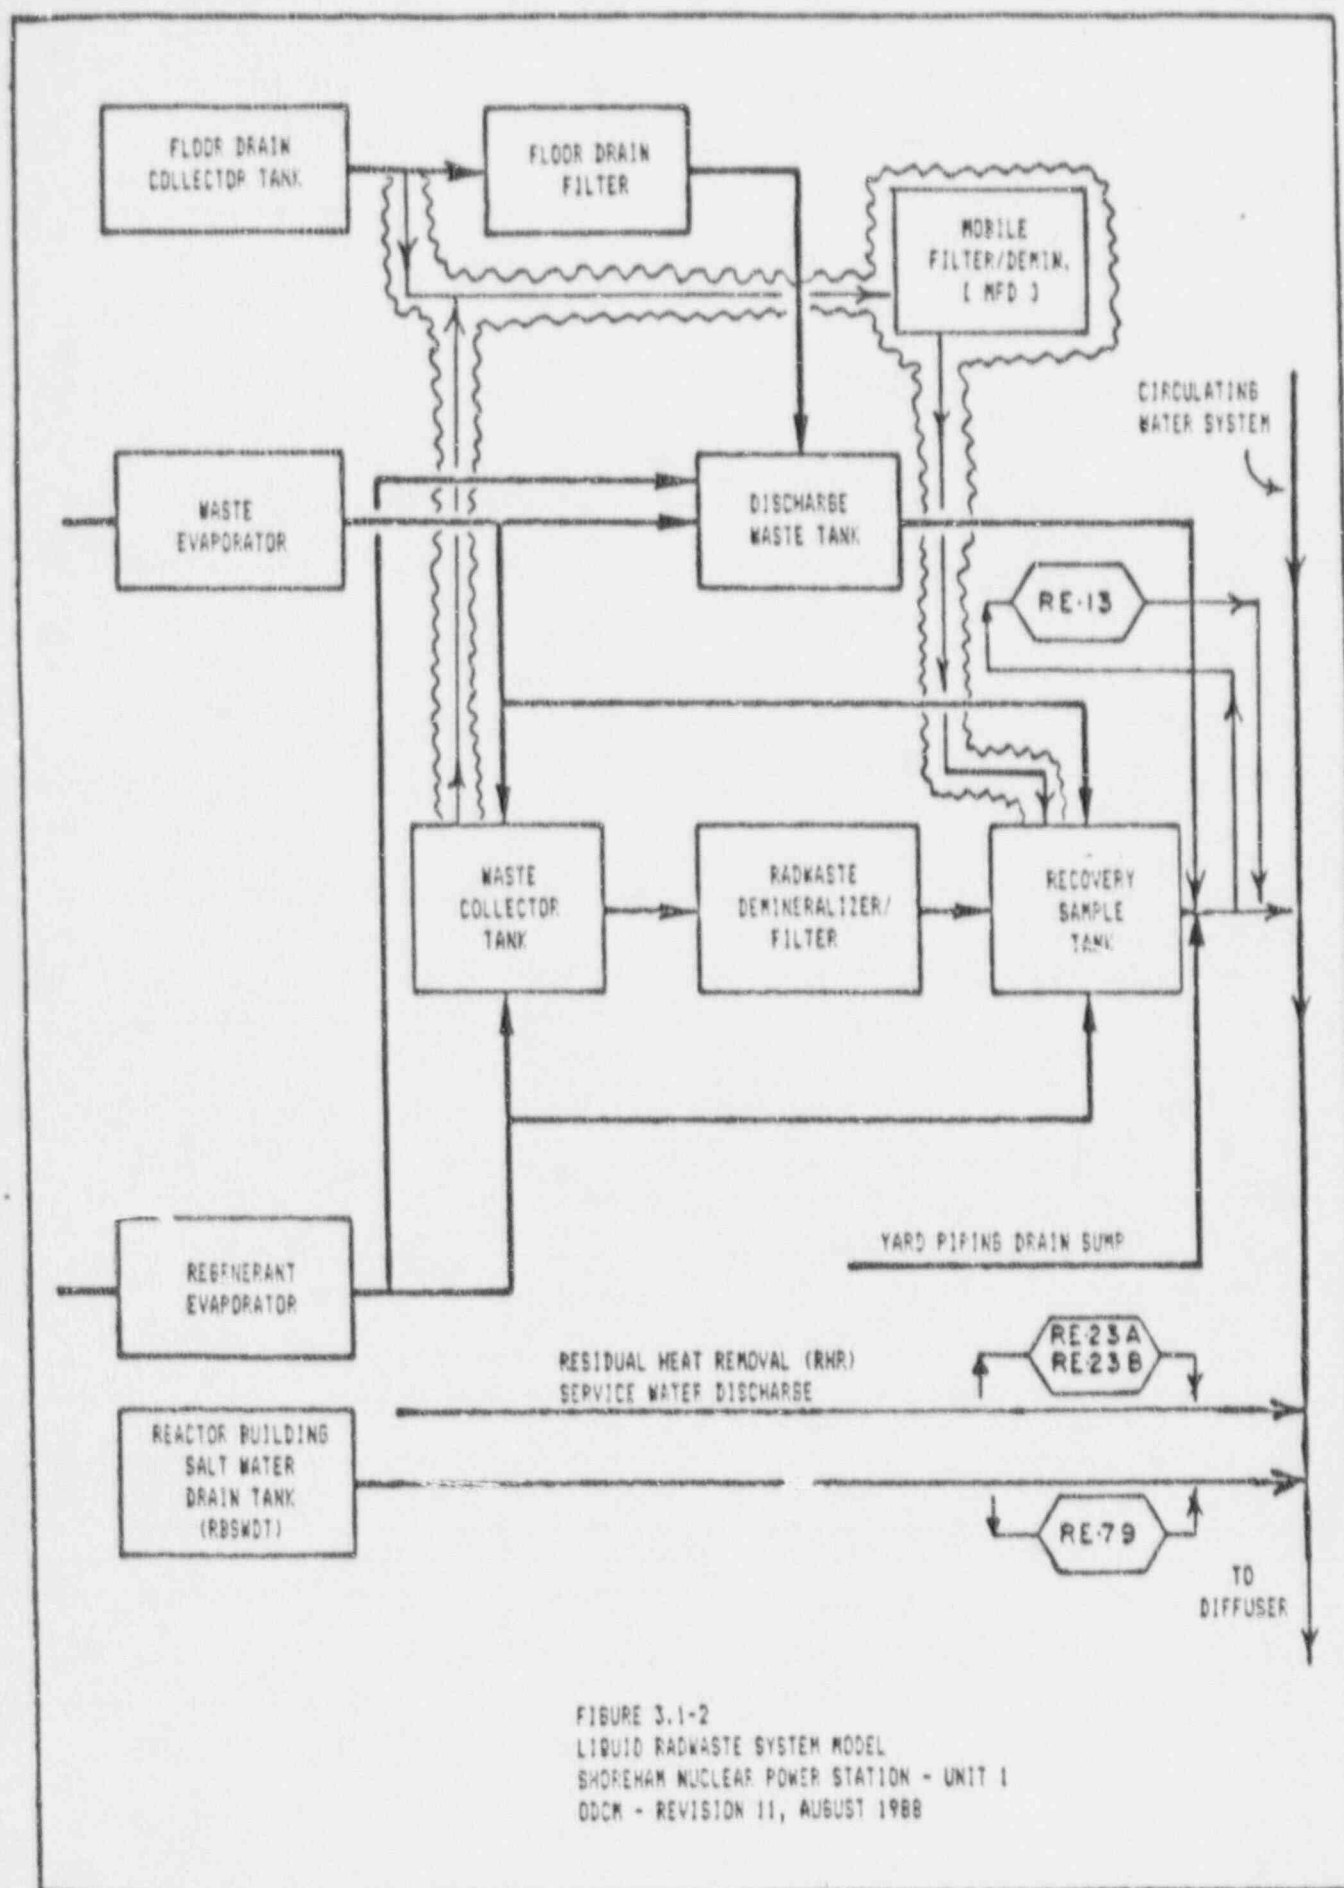 FLOOR DRAIN
COLLECTOR TANK
FLOOR DRAIN
FILTER
MOBILE
FILTER/DEMIN.
( MFD )
CIRCULATING
WATER SYSTEM
WASTE
EVAPORATOR
DISCHARGE
WASTE TANK
RE-13
WASTE
COLLECTOR
TANK
RADWASTE
DEMINERALIZER/
FILTER
RECOVERY
SAMPLE
TANK
YARD PIPING DRAIN SUMP
REGENERANT
EVAPORATOR
RE-23A
RE-23B
RESIDUAL HEAT REMOVAL (RHR)
SERVICE WATER DISCHARGE
REACTOR BUILDING
SALT WATER
DRAIN TANK
(RBSWDT)
RE-79
TO
DIFFUSER
FIGURE 3.1-2
LIQUID RADWASTE SYSTEM MODEL
SHOREHAM NUCLEAR POWER STATION - UNIT 1
ODCM - REVISION 11, AUGUST 1988